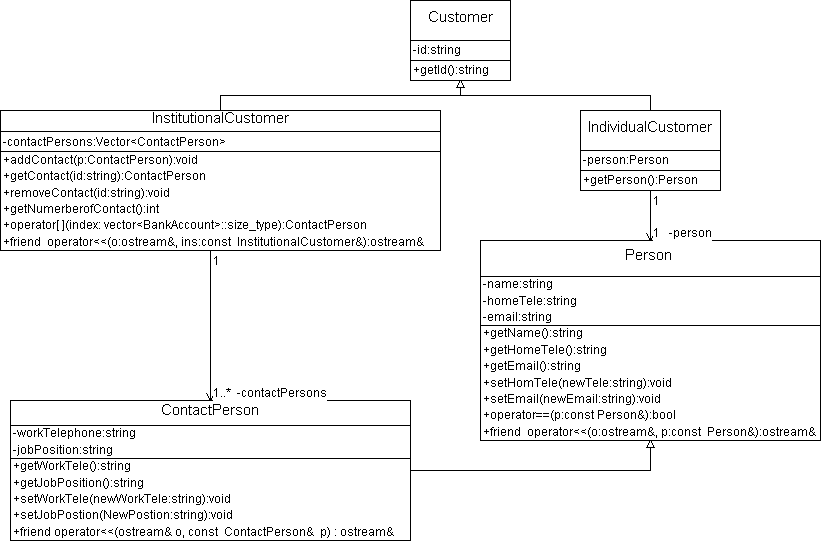 Customer
-id:string
+getId():string
InstitutionalCustomer
-contactPersons:Vector<ContactPerson>
+addContact(p:ContactPerson):void
+getContact(id:string):ContactPerson
+removeContact(id:string):void
+getNumerberofContact():int
+operator[](index: vector<BankAccount>::size_type):ContactPerson
+friend operator<<(o:ostream&, ins:const InstitutionalCustomer&):ostream&
IndividualCustomer
-person:Person
+getPerson():Person
1
1 -person
Person
-name:string
-homeTele:string
-email:string
+getName():string
+getHomeTele():string
+getEmail():string
+setHomTele(newTele:string):void
+setEmail(newEmail:string):void
+operator==(p:const Person&):bool
+friend operator<<(o:ostream&, p:const Person&):ostream&
1
1..* -contactPersons
ContactPerson
-workTelephone:string
-jobPosition:string
+getWorkTele():string
+getJobPosition():string
+setWorkTele(newWorkTele:string):void
+setJobPostion(NewPostion:string):void
+friend operator<<(ostream& o, const ContactPerson& p) : ostream&